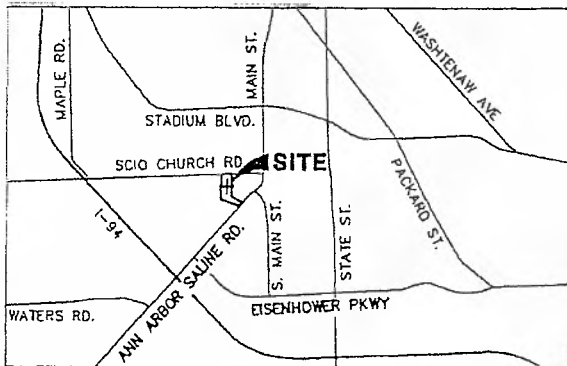 MAPLE RD.
MAIN ST.
WASHTENAW AVE
STADIUM BLVD.
SCIO CHURCH RD.
SITE
PACKARD ST.
I-94
ANN ARBOR SALINE RD.
S. MAIN ST.
STATE ST.
WATERS RD.
EISENHOWER PKWY